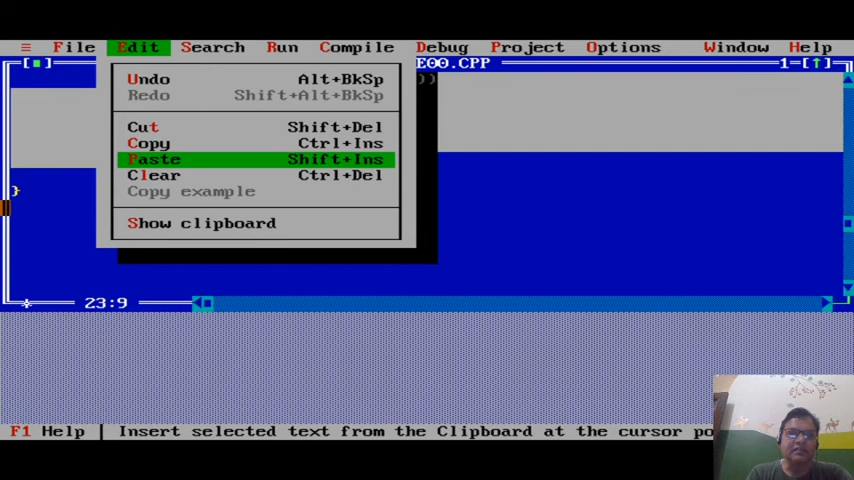 ≡ File Edit Search Run Compile Debug Project Options Window Help
[■] E00.CPP 1=[↑]
Undo Alt+BkSp ))
Redo Shift+Alt+BkSp
Cut Shift+Del
Copy Ctrl+Ins
Paste Shift+Ins
Clear Ctrl+Del
}
Copy example
Show clipboard
* 23:9
F1 Help | Insert selected text from the Clipboard at the cursor po